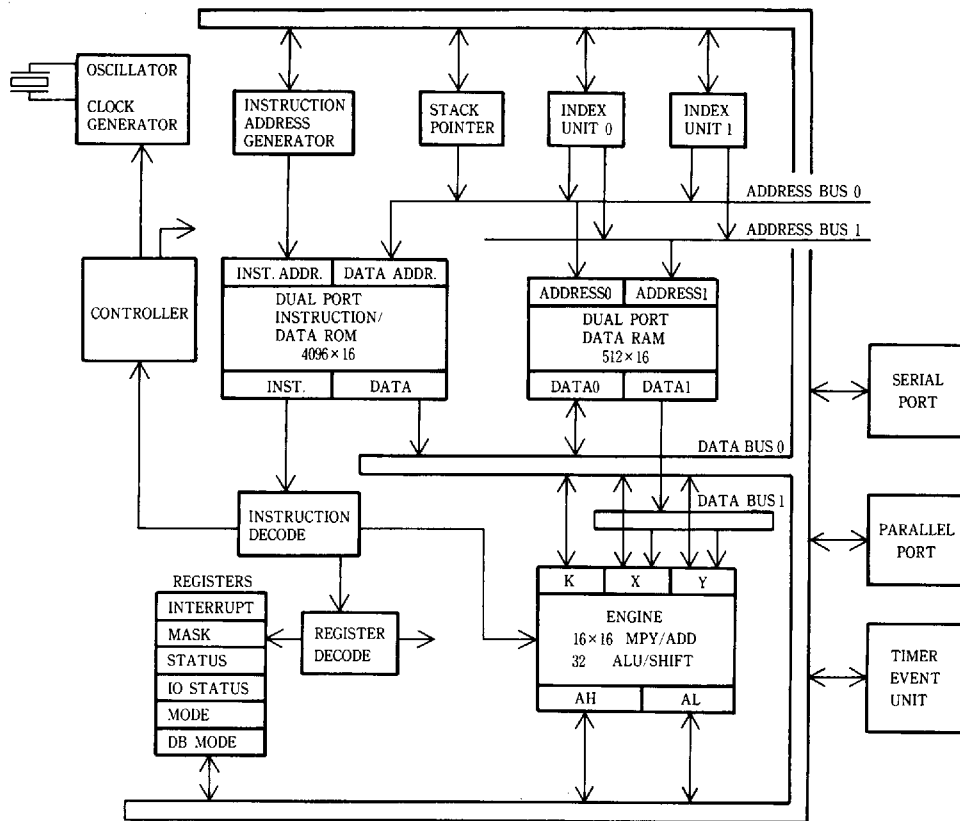 OSCILLATOR
CLOCK
GENERATOR
INSTRUCTION
ADDRESS
GENERATOR
STACK
POINTER
INDEX
UNIT 0
INDEX
UNIT 1
ADDRESS BUS 0
ADDRESS BUS 1
CONTROLLER
INST. ADDR.
DATA ADDR.
DUAL PORT
INSTRUCTION/
DATA ROM
4096×16
INST.
DATA
ADDRESS0
ADDRESS1
DUAL PORT
DATA RAM
512×16
DATA0
DATA1
SERIAL
PORT
DATA BUS 0
DATA BUS 1
INSTRUCTION
DECODE
PARALLEL
PORT
REGISTERS
INTERRUPT
MASK
STATUS
IO STATUS
MODE
DB MODE
REGISTER
DECODE
K
X
Y
ENGINE
16×16 MPY/ADD
32 ALU/SHIFT
AH
AL
TIMER
EVENT
UNIT